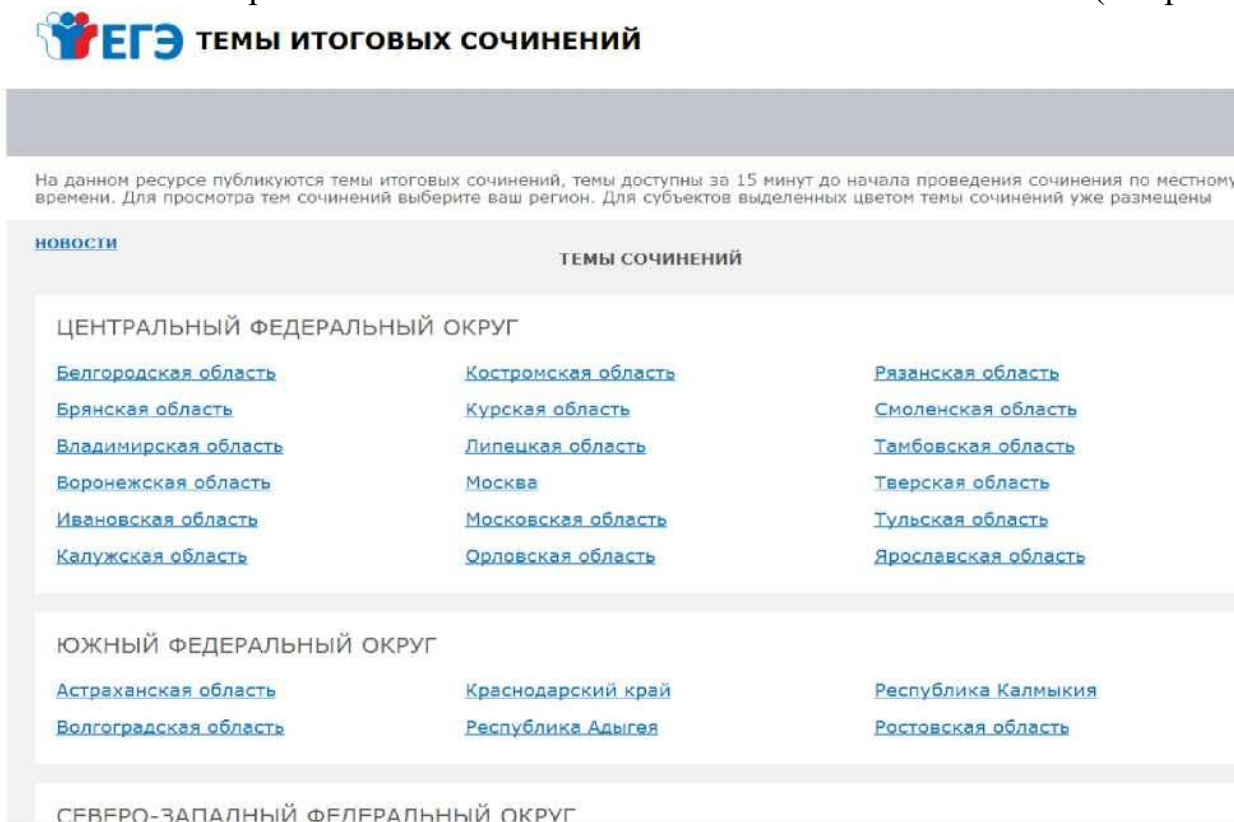 ЕГЭ ТЕМЫ ИТОГОВЫХ СОЧИНЕНИЙ
На данном ресурсе публикуются темы итоговых сочинений, темы доступны за 15 минут до начала проведения сочинения по местному
времени. Для просмотра тем сочинений выберите ваш регион. Для субъектов выделенных цветом темы сочинений уже размещены
НОВОСТИ
ТЕМЫ СОЧИНЕНИЙ
ЦЕНТРАЛЬНЫЙ ФЕДЕРАЛЬНЫЙ ОКРУГ
Белгородская область Костромская область Рязанская область
Брянская область Курская область Смоленская область
Владимирская область Липецкая область Тамбовская область
Воронежская область Москва Тверская область
Ивановская область Московская область Тульская область
Калужская область Орловская область Ярославская область
ЮЖНЫЙ ФЕДЕРАЛЬНЫЙ ОКРУГ
Астраханская область Краснодарский край Республика Калмыкия
Волгоградская область Республика Адыгея Ростовская область
СЕВЕРО-ЗАПАДНЫЙ ФЕДЕРАЛЬНЫЙ ОКРУГ